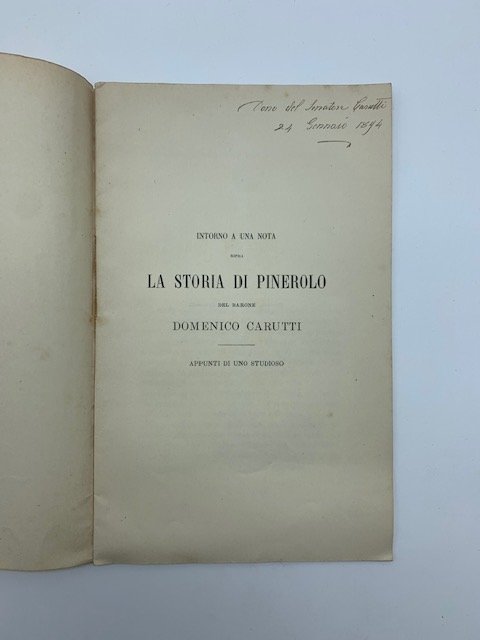 Dono del Senatore Carutti
24 Gennaio 1894
INTORNO A UNA NOTA
SOPRA
LA STORIA DI PINEROLO
DEL BARONE
DOMENICO CARUTTI
APPUNTI DI UNO STUDIOSO